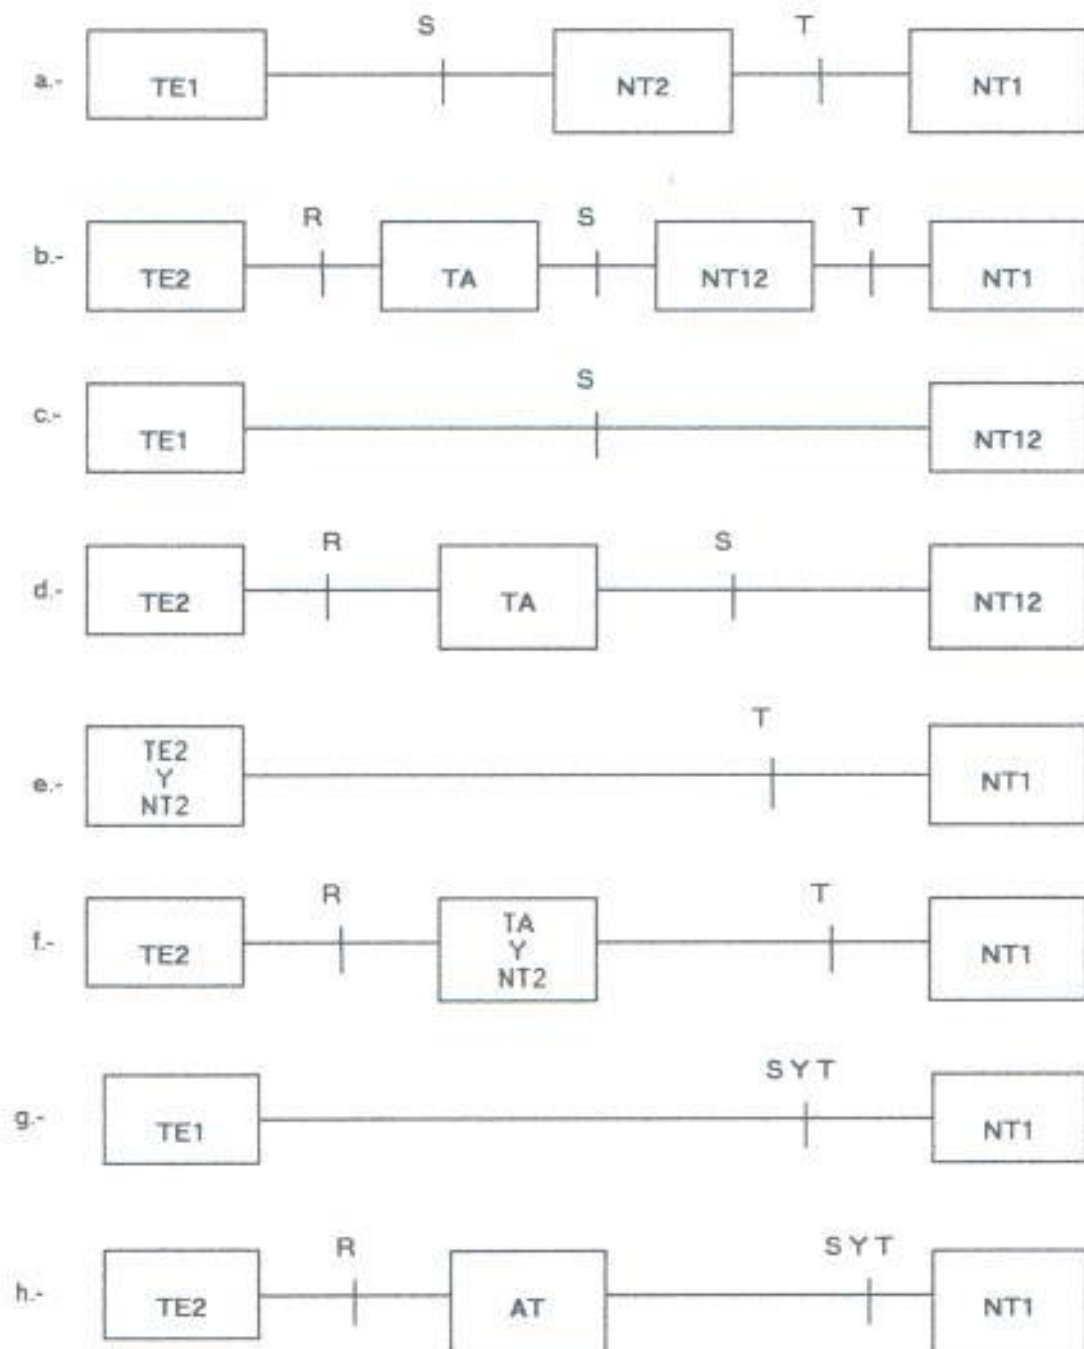 S T
a.- TE1 NT2 NT1
R S T
b.- TE2 TA NT12 NT1
S
c.- TE1 NT12
R S
d.- TE2 TA NT12
T
TE2
Y
NT2
e.- NT1
R T
TA
Y
NT2
f.- TE2 NT1
S Y T
g.- TE1 NT1
R S Y T
h.- TE2 AT NT1